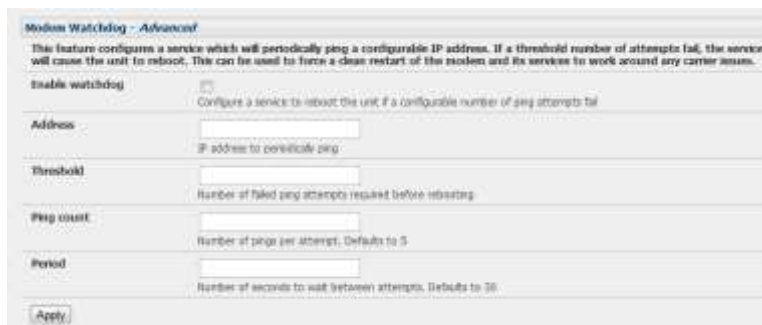 Modem Watchdog - Advanced
This feature configures a service which will periodically ping a configurable IP address. If a threshold number of attempts fail, the service
will cause the unit to reboot. This can be used to force a clean restart of the modem and its services to work around any carrier issues.
Enable watchdog
Configure a service to reboot the unit if a configurable number of ping attempts fail
Address
IP address to periodically ping
Threshold
Number of failed ping attempts required before rebooting
Ping count
Number of pings per attempt. Defaults to 5
Period
Number of seconds to wait between attempts. Defaults to 30
Apply